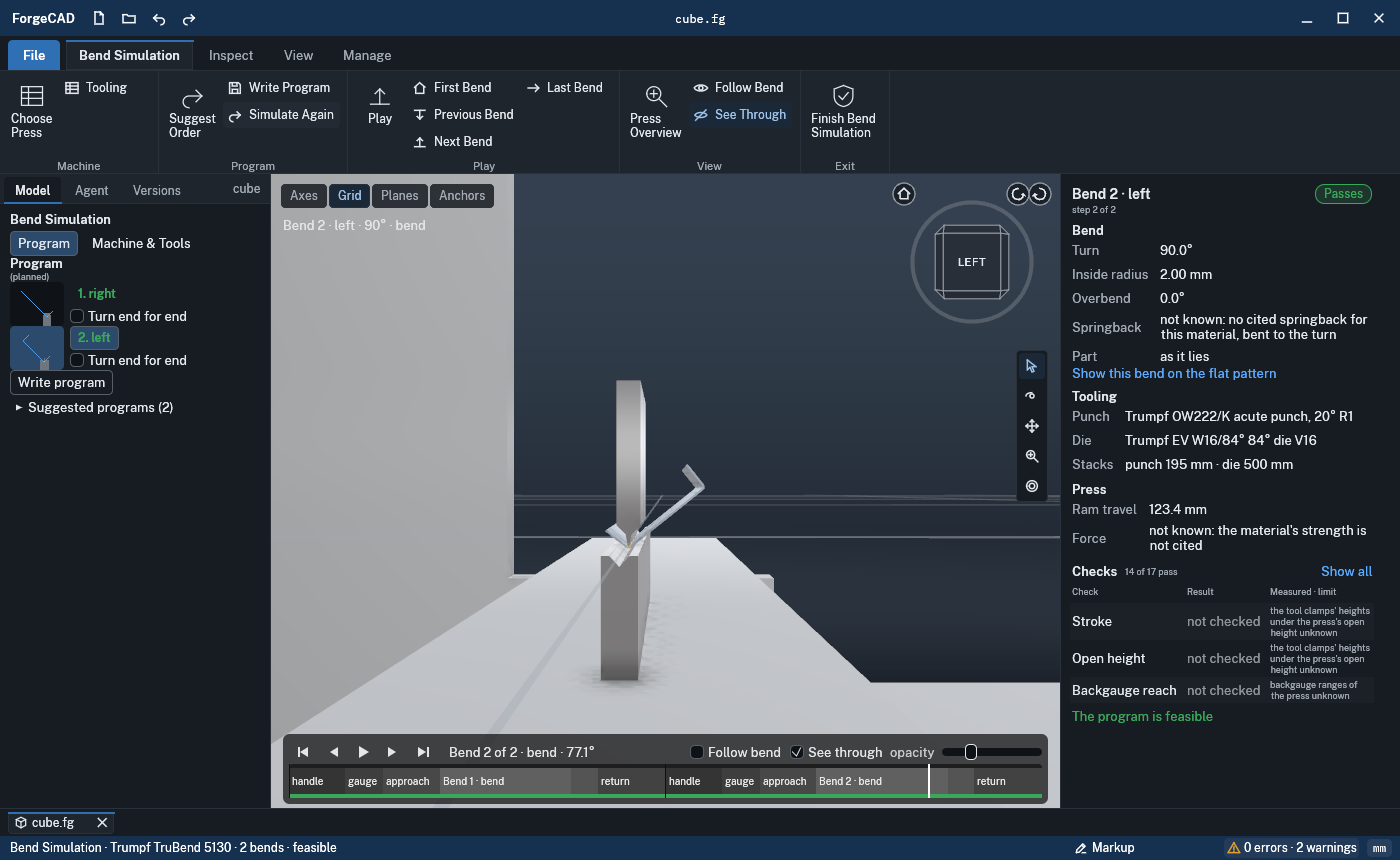 ForgeCAD
cube.fg
File
Bend Simulation
Inspect
View
Manage
Choose Press
Tooling
Machine
Suggest Order
Write Program
Simulate Again
Program
Play
First Bend
Previous Bend
Next Bend
Last Bend
Play
Press Overview
Follow Bend
See Through
View
Finish Bend Simulation
Exit
Model
Agent
Versions
cube
Bend Simulation
Program
Machine & Tools
Program
(planned)
1. right
Turn end for end
2. left
Turn end for end
Write program
Suggested programs (2)
Axes
Grid
Planes
Anchors
Bend 2 · left · 90° · bend
LEFT
Bend 2 of 2 · bend · 77.1°
Follow bend
See through
opacity
handle
gauge
approach
Bend 1 · bend
return
handle
gauge
approach
Bend 2 · bend
return
Bend 2 · left
Passes
step 2 of 2
Bend
Turn 90.0°
Inside radius 2.00 mm
Overbend 0.0°
Springback not known: no cited springback for
this material, bent to the turn
Part as it lies
Show this bend on the flat pattern
Tooling
Punch Trumpf OW222/K acute punch, 20° R1
Die Trumpf EV W16/84° 84° die V16
Stacks punch 195 mm · die 500 mm
Press
Ram travel 123.4 mm
Force not known: the material's strength is
not cited
Checks 14 of 17 pass Show all
Check Result Measured · limit
Stroke not checked the tool clamps' heights
under the press's open
height unknown
Open height not checked the tool clamps' heights
under the press's open
height unknown
Backgauge reach not checked backgauge ranges of
the press unknown
The program is feasible
cube.fg
Bend Simulation · Trumpf TruBend 5130 · 2 bends · feasible
Markup
0 errors · 2 warnings
mm